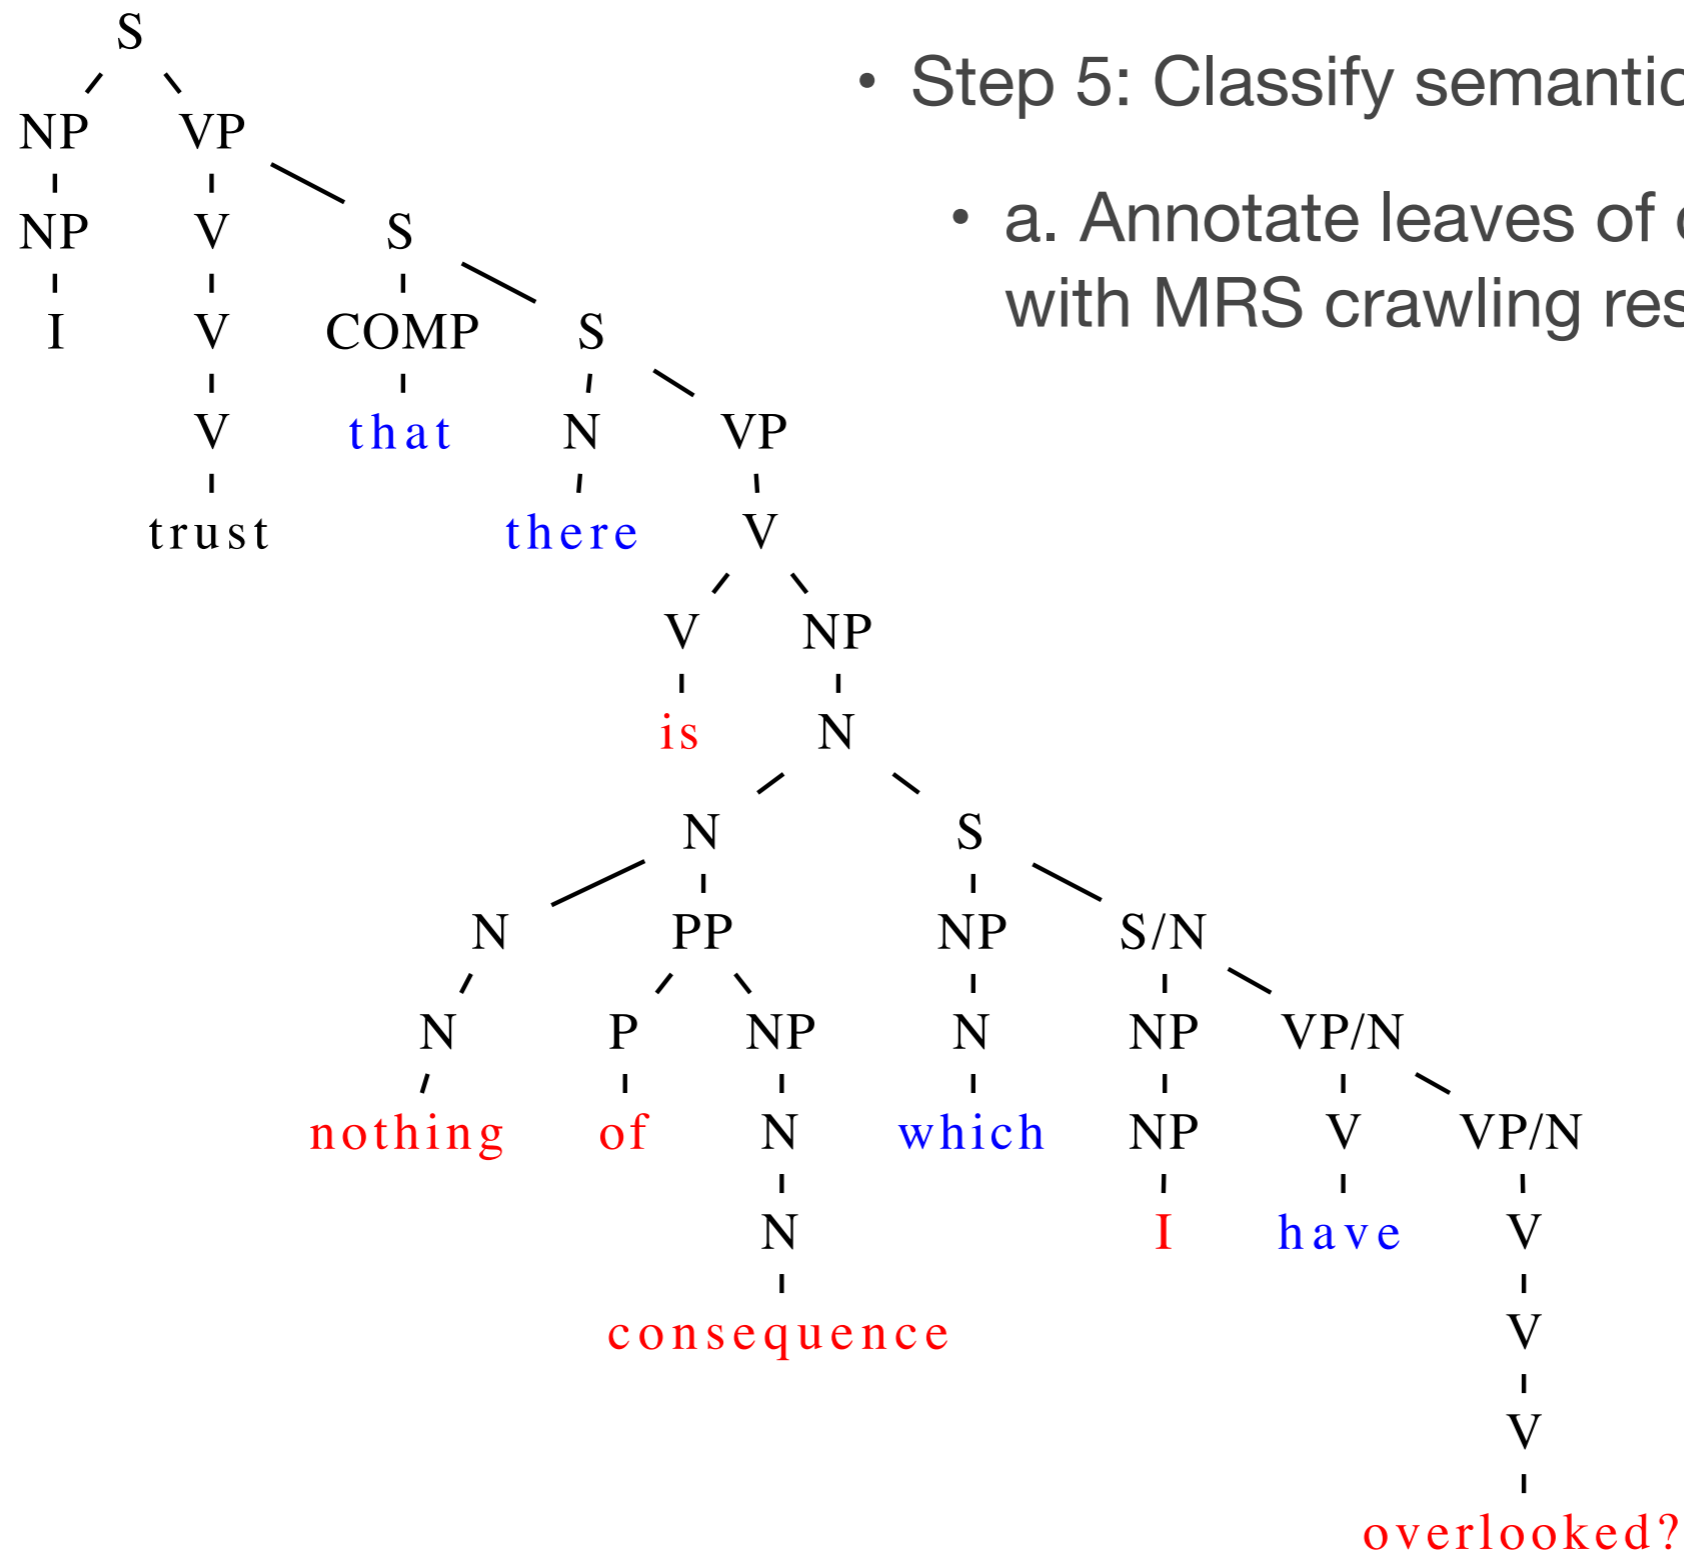 S
• Step 5: Classify semantic
NP VP
• a. Annotate leaves of
NP V S
with MRS crawling
I V COMP S
V that N VP
trust there V
V NP
is N
N S
N PP NP S/N
N P NP N NP VP/N
nothing of N which NP V VP/N
N I have V
consequence V
V
overlooked?